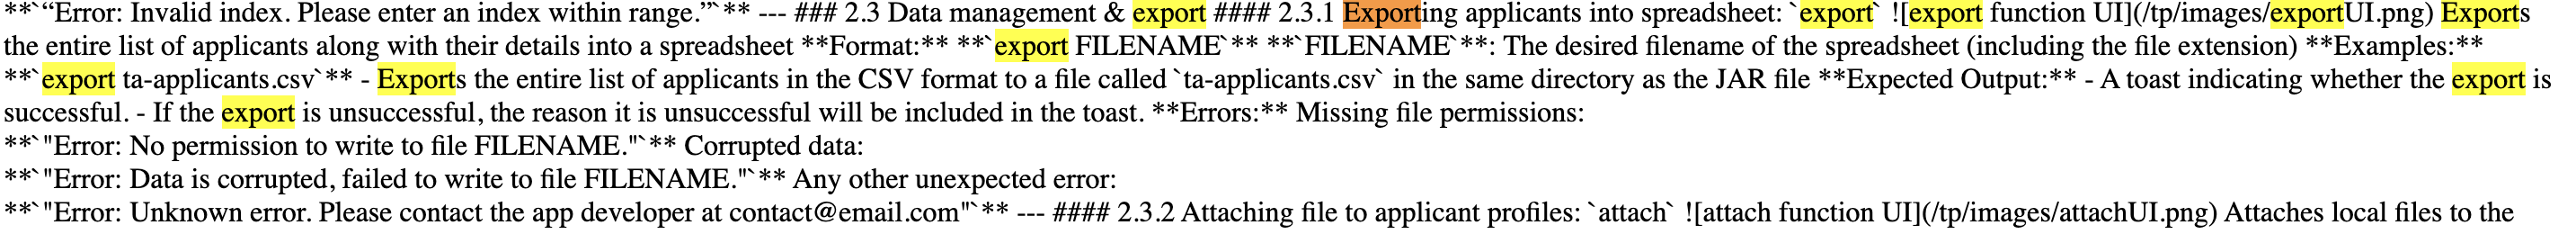 **`“Error: Invalid index. Please enter an index within range.”`** --- ### 2.3 Data management & export #### 2.3.1 Exporting applicants into spreadsheet: `export` ![export function UI](/tp/images/exportUI.png) Exports
the entire list of applicants along with their details into a spreadsheet **Format:** **`export FILENAME`** **`FILENAME`**: The desired filename of the spreadsheet (including the file extension) **Examples:**
**`export ta-applicants.csv`** - Exports the entire list of applicants in the CSV format to a file called `ta-applicants.csv` in the same directory as the JAR file **Expected Output:** - A toast indicating whether the export is
successful. - If the export is unsuccessful, the reason it is unsuccessful will be included in the toast. **Errors:** Missing file permissions:
**`"Error: No permission to write to file FILENAME."`** Corrupted data:
**`"Error: Data is corrupted, failed to write to file FILENAME."`** Any other unexpected error:
**`"Error: Unknown error. Please contact the app developer at contact@email.com"`** --- #### 2.3.2 Attaching file to applicant profiles: `attach` ![attach function UI](/tp/images/attachUI.png) Attaches local files to the